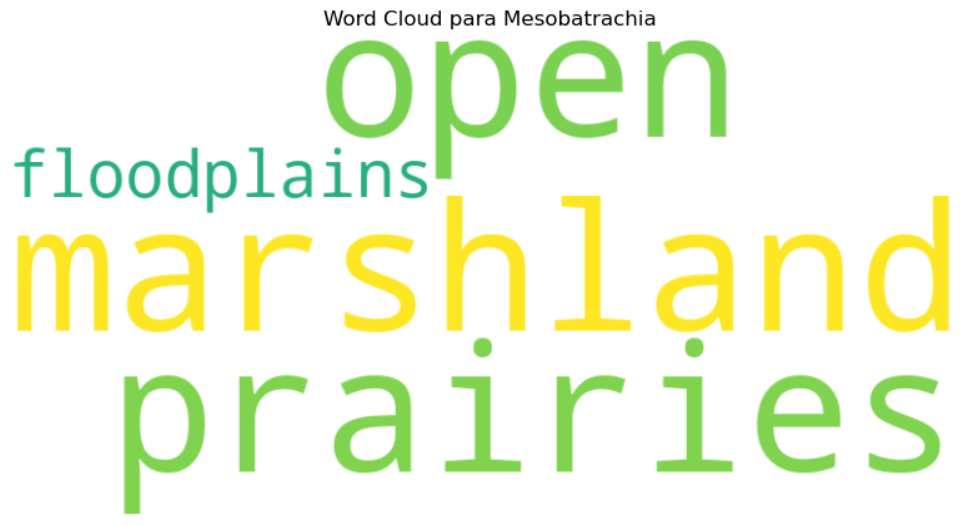 Word Cloud para Mesobatrachia
open
floodplains
marshland
prairies